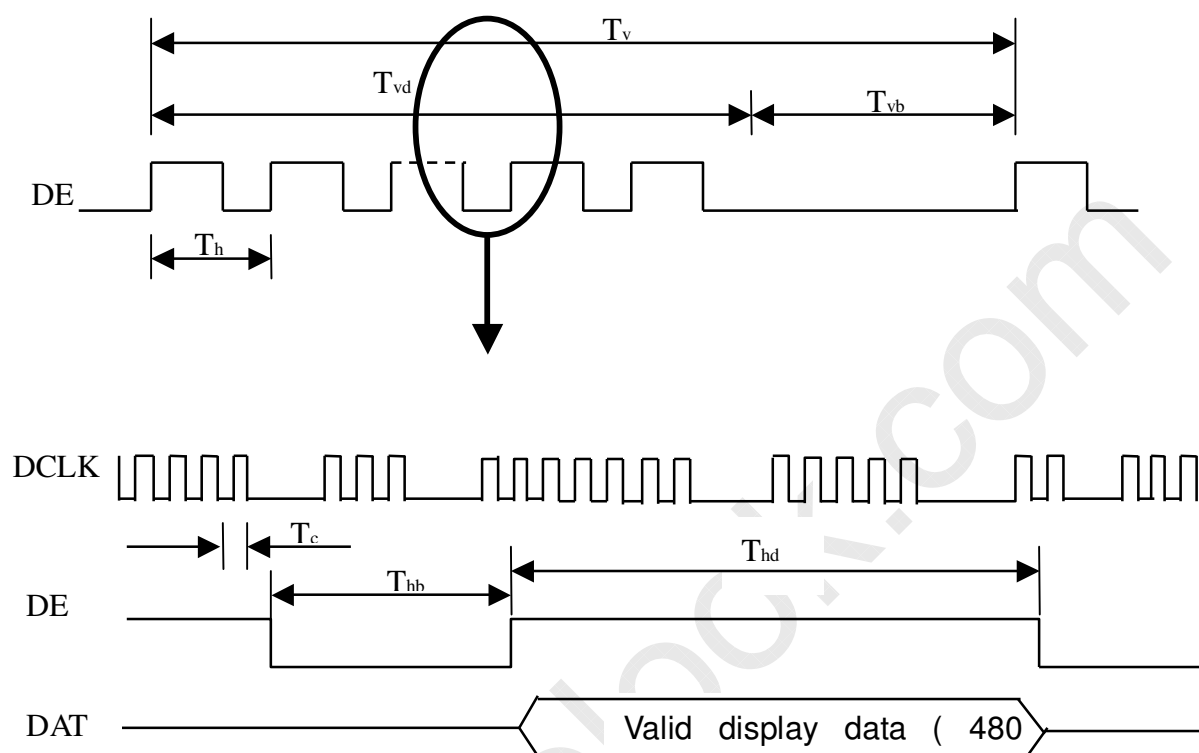 Tv
Tvd
Tvb
DE
Th
DCLK
Tc
Thd
Thb
DE
DAT
Valid display data ( 480